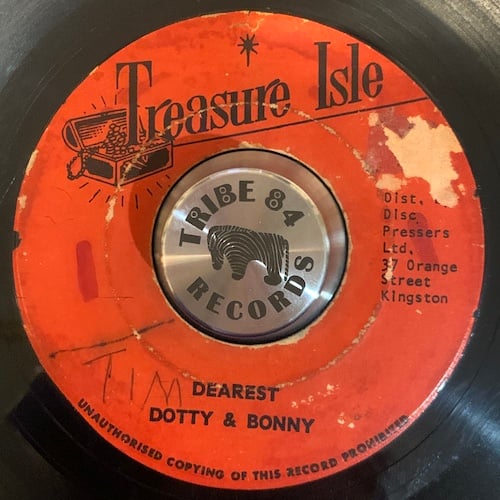 Treasure Isle
TRIBE 84
RECORDS
Dist.
Disc
Pressers
Ltd.
37 Orange
Street
Kingston
TIM
DEAREST
DOTTY & BONNY
UNAUTHORISED COPYING OF THIS RECORD PROHIBITED